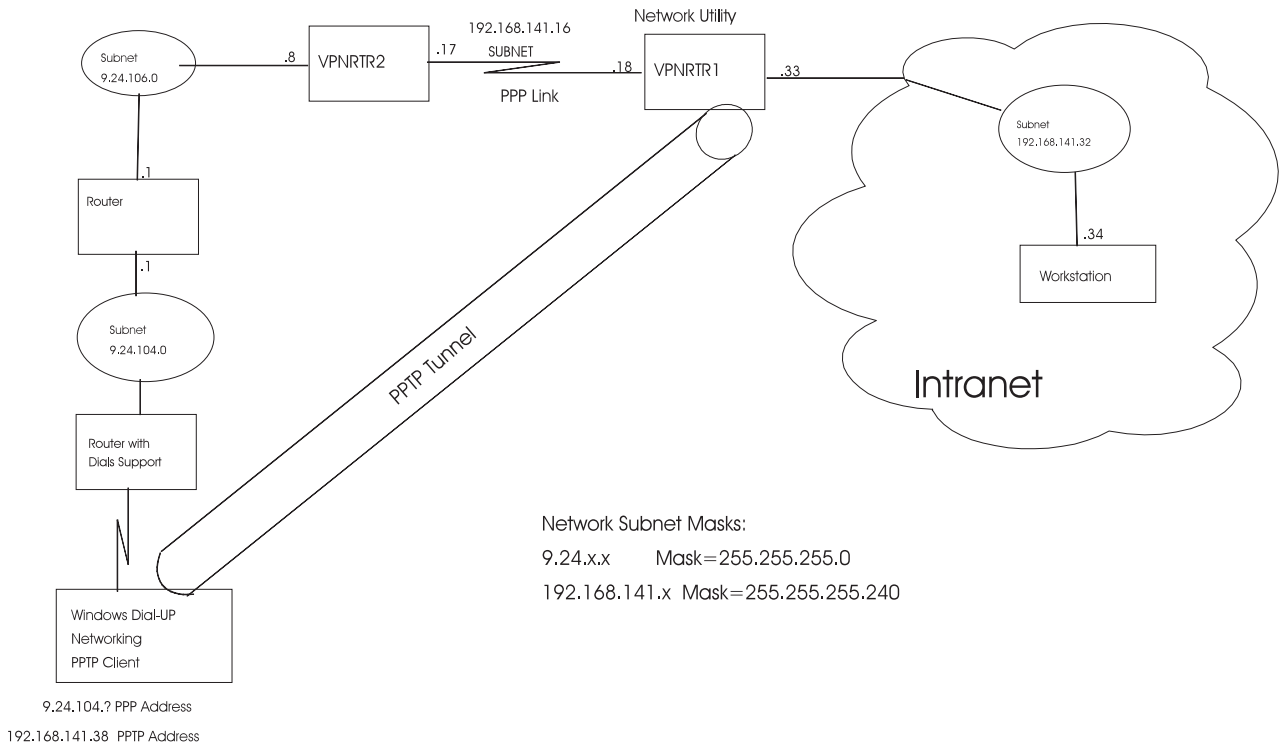 Network Utility
192.168.141.16
SUBNET
PPP Link
Subnet
9.24.106.0
.8
VPNRTR2
.17
.18
VPNRTR1
.33
Subnet
192.168.141.32
.34
Workstation
Intranet
.1
Router
.1
Subnet
9.24.104.0
Router with
Dials Support
PPTP Tunnel
Windows Dial-UP
Networking
PPTP Client
9.24.104.? PPP Address
192.168.141.38 PPTP Address
Network Subnet Masks:
9.24.x.x Mask=255.255.255.0
192.168.141.x Mask=255.255.255.240